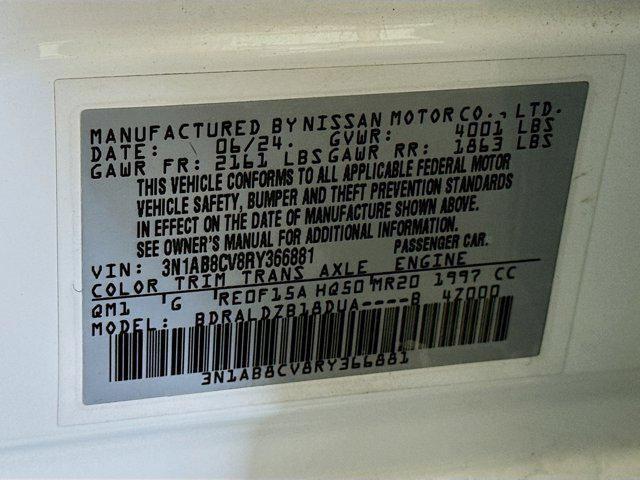 MANUFACTURED BY NISSAN MOTOR CO., LTD.
DATE: 06/24. GVWR: 4001 LBS
GAWR FR: 2161 LBS GAWR RR: 1863 LBS
THIS VEHICLE CONFORMS TO ALL APPLICABLE FEDERAL MOTOR
VEHICLE SAFETY, BUMPER AND THEFT PREVENTION STANDARDS
IN EFFECT ON THE DATE OF MANUFACTURE SHOWN ABOVE.
SEE OWNER'S MANUAL FOR ADDITIONAL INFORMATION.
VIN: 3N1AB8CV8RY366881 PASSENGER CAR.
COLOR TRIM TRANS AXLE ENGINE
QM1 G RE0F15A HQ50 MR20 1997 CC
MODEL: BDRALDZB18DUA----B 47000
3N1AB8CV8RY366881